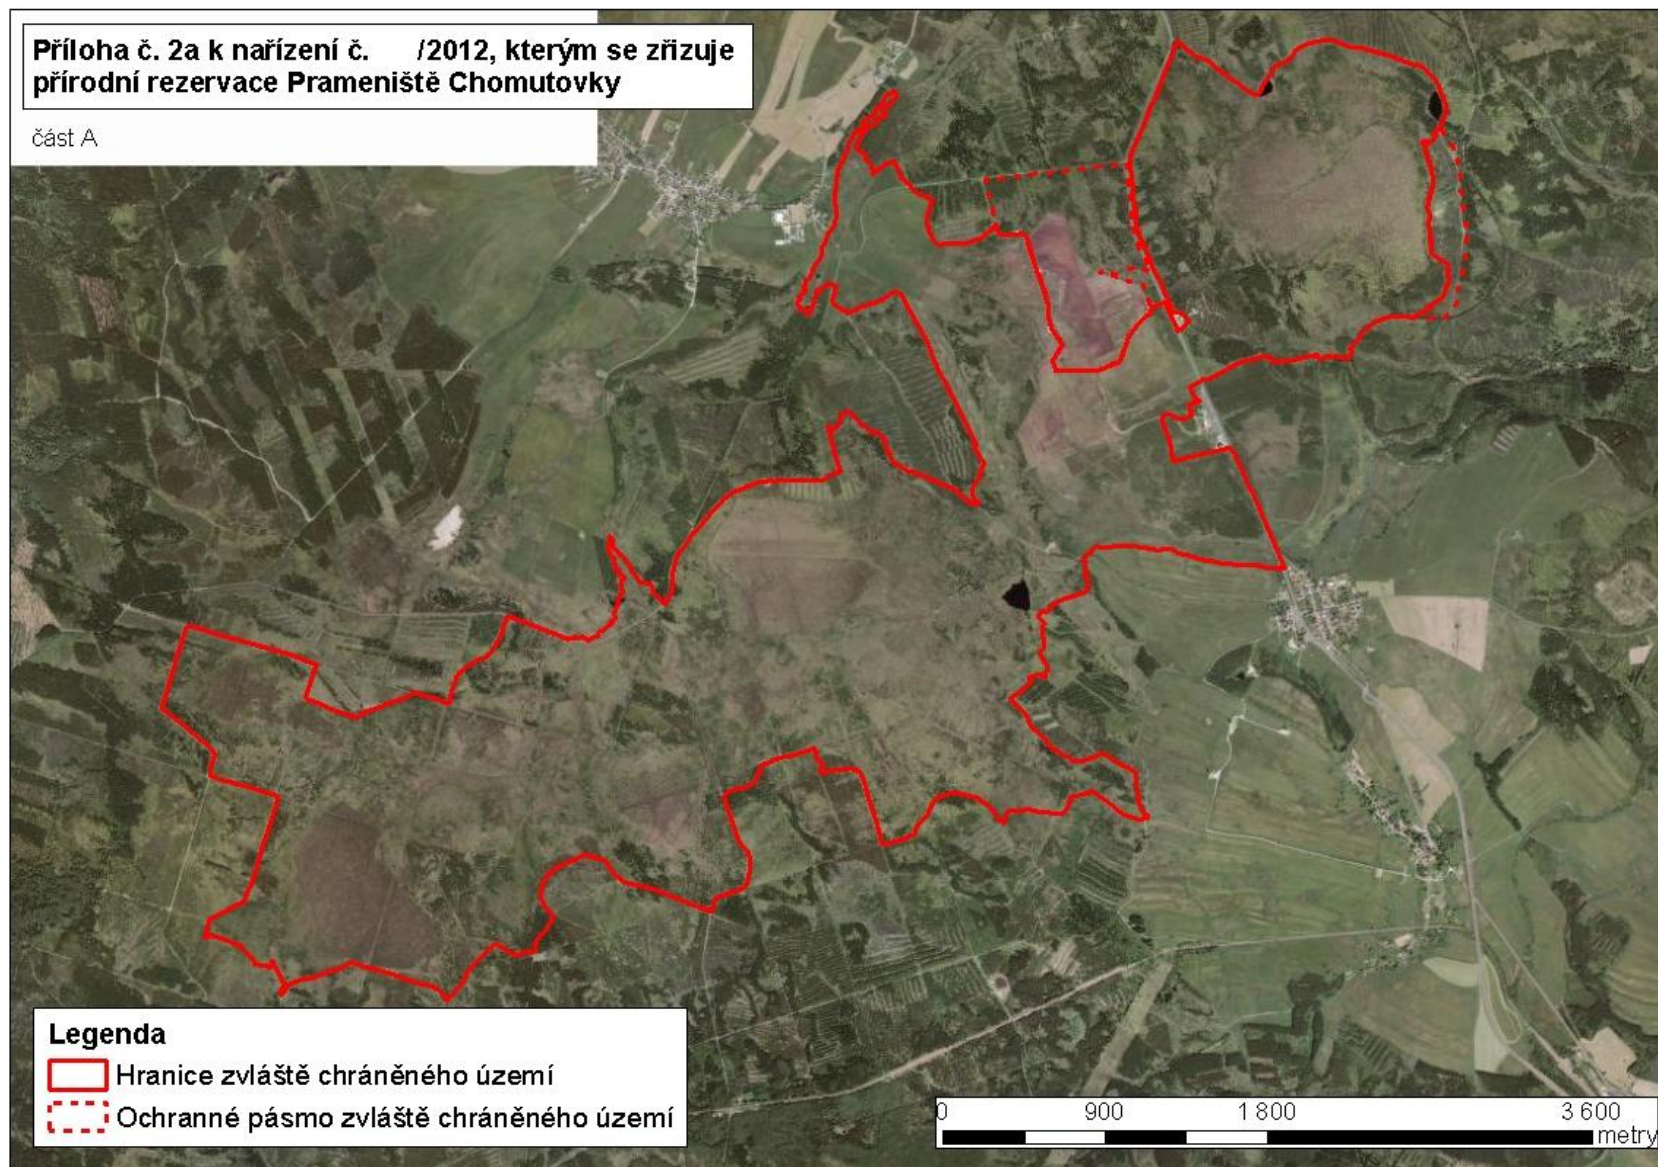 Příloha č. 2a k nařízení č. /2012, kterým se zřizuje
přírodní rezervace Prameniště Chomutovky
část A
Legenda
Hranice zvláště chráněného území
Ochranné pásmo zvláště chráněného území
0 900 1 800 3 600
metry